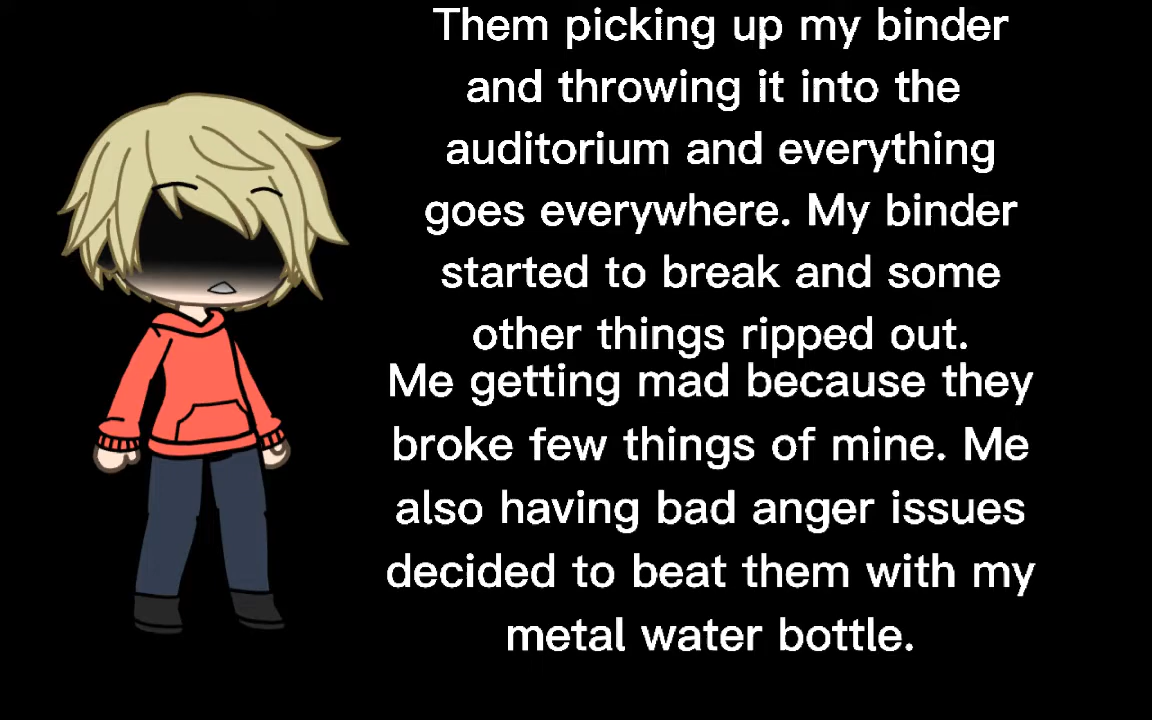 Them picking up my binder
and throwing it into the
auditorium and everything
goes everywhere. My binder
started to break and some
other things ripped out.
Me getting mad because they
broke few things of mine. Me
also having bad anger issues
decided to beat them with my
metal water bottle.